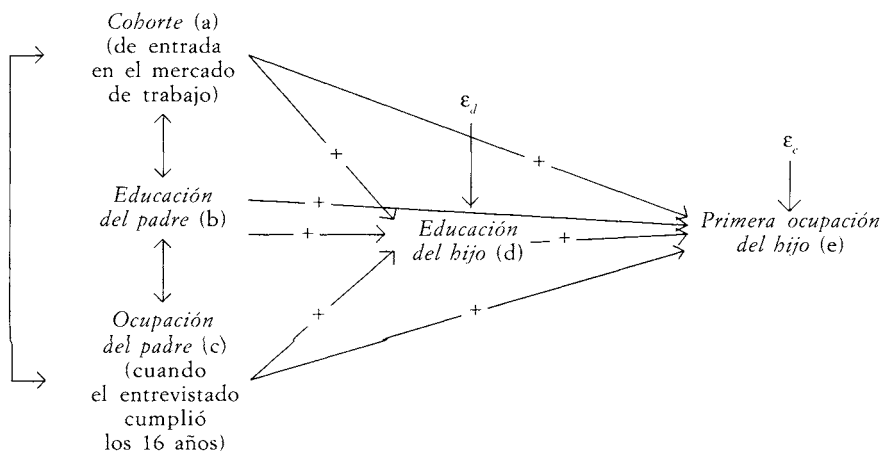 Cohorte (a)
(de entrada
en el mercado
de trabajo)
ε_d
+
+
ε_e
Educación
del padre (b)
+
+
Educación
del hijo (d)
+
Primera ocupación
del hijo (e)
+
+
Ocupación
del padre (c)
(cuando
el entrevistado
cumplió
los 16 años)